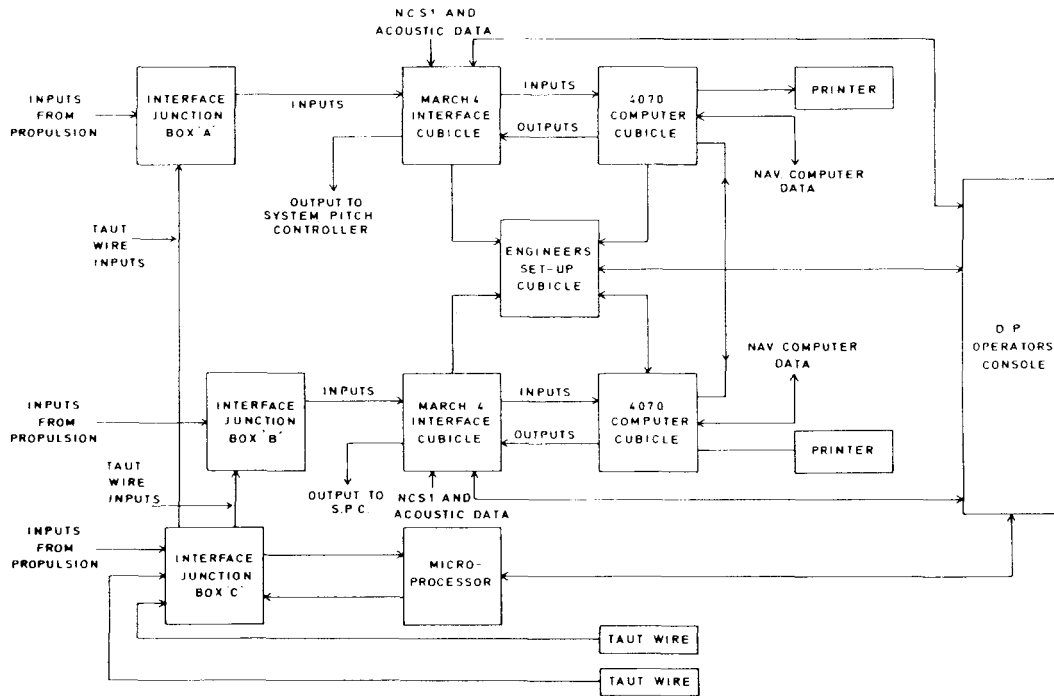 NCS1 AND
ACOUSTIC DATA
INPUTS
FROM
PROPULSION
INTERFACE
JUNCTION
BOX 'A'
INPUTS
MARCH 4
INTERFACE
CUBICLE
INPUTS
OUTPUTS
4070
COMPUTER
CUBICLE
PRINTER
NAV. COMPUTER
DATA
OUTPUT TO
SYSTEM PITCH
CONTROLLER
TAUT
WIRE
INPUTS
ENGINEERS
SET-UP
CUBICLE
D P
OPERATORS
CONSOLE
NAV COMPUTER
DATA
INPUTS
FROM
PROPULSION
INTERFACE
JUNCTION
BOX 'B'
INPUTS
MARCH 4
INTERFACE
CUBICLE
INPUTS
OUTPUTS
4070
COMPUTER
CUBICLE
PRINTER
TAUT
WIRE
INPUTS
OUTPUT TO
S.P.C.
NCS1 AND
ACOUSTIC DATA
INPUTS
FROM
PROPULSION
INTERFACE
JUNCTION
BOX 'C'
MICRO-
PROCESSOR
TAUT WIRE
TAUT WIRE